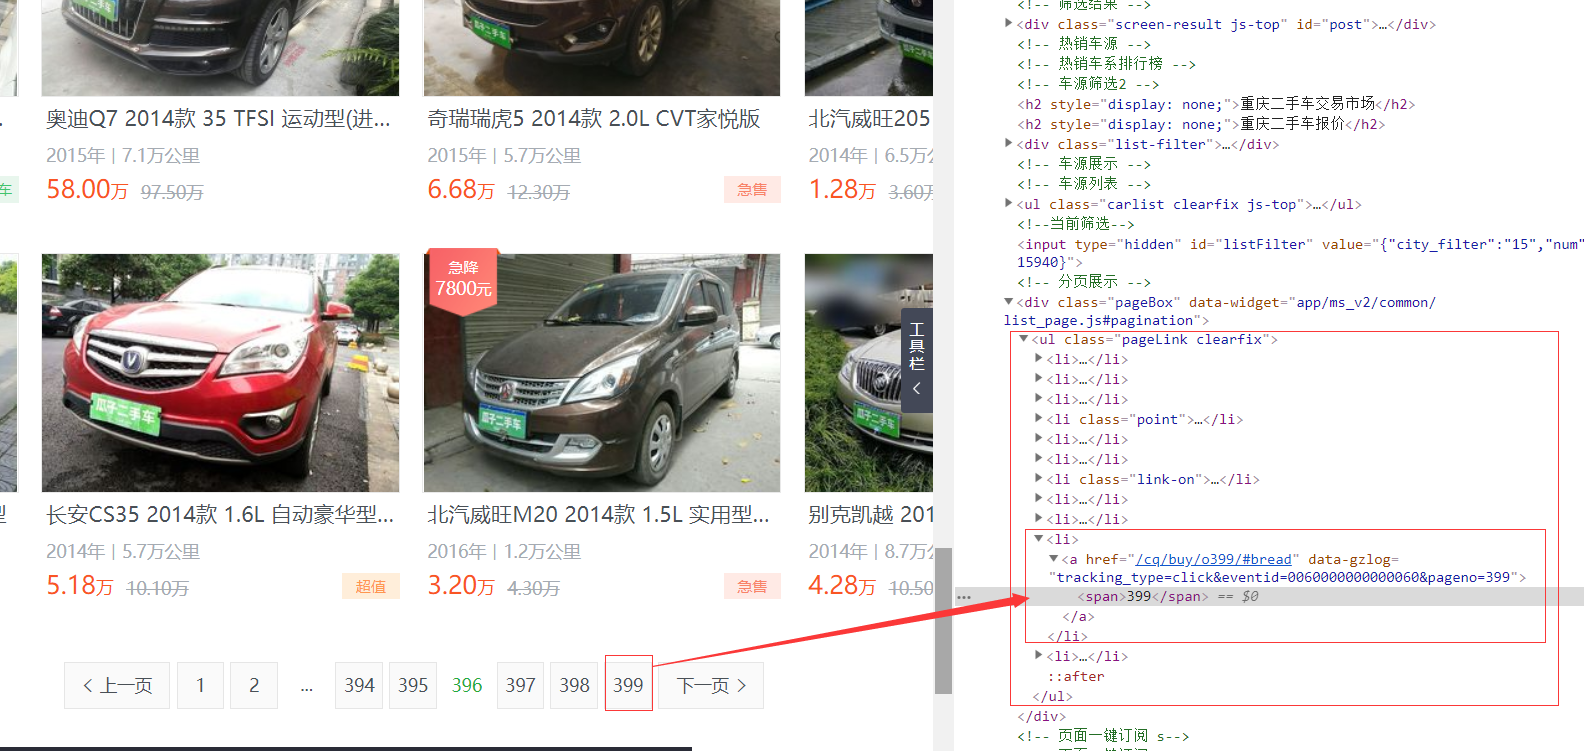 奥迪Q7 2014款 35 TFSI 运动型(进...
2015年 | 7.1万公里
58.00万 97.50万
奇瑞瑞虎5 2014款 2.0L CVT家悦版
2015年 | 5.7万公里
6.68万 12.30万
急售
北汽威旺205
2014年 | 6.5万公
1.28万 3.60万
车
急降
7800元
瓜子二手车
瓜子二手车
工具栏
型
长安CS35 2014款 1.6L 自动豪华型...
2014年 | 5.7万公里
5.18万 10.10万
超值
北汽威旺M20 2014款 1.5L 实用型...
2016年 | 1.2万公里
3.20万 4.30万
急售
别克凯越 201
2014年 | 8.7万公
4.28万 10.50
< 上一页 1 2 ... 394 395 396 397 398 399 下一页 >
<!-- 筛选结果 -->
<div class="screen-result js-top" id="post">…</div>
<!-- 热销车源 -->
<!-- 热销车系排行榜 -->
<!-- 车源筛选2 -->
<h2 style="display: none;">重庆二手车交易市场</h2>
<h2 style="display: none;">重庆二手车报价</h2>
<div class="list-filter">…</div>
<!-- 车源展示 -->
<!-- 车源列表 -->
<ul class="carlist clearfix js-top">…</ul>
<!--当前筛选-->
<input type="hidden" id="listFilter" value="{"city_filter":"15","num"
15940}">
<!-- 分页展示 -->
<div class="pageBox" data-widget="app/ms_v2/common/
list_page.js#pagination">
<ul class="pageLink clearfix">
<li>…</li>
<li>…</li>
<li>…</li>
<li class="point">…</li>
<li>…</li>
<li>…</li>
<li class="link-on">…</li>
<li>…</li>
<li>…</li>
<li>
<a href="/cq/buy/o399/#bread" data-gzlog=
"tracking_type=click&eventid=0060000000000060&pageno=399">
<span>399</span> == $0
</a>
</li>
<li>…</li>
::after
</ul>
</div>
<!-- 页面一键订阅 s-->